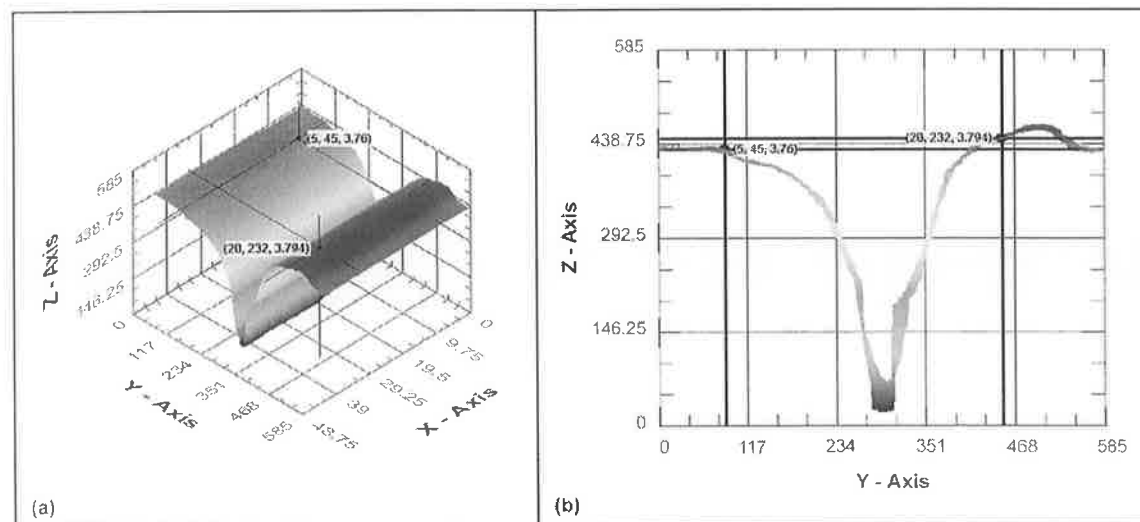 (5, 45, 3.76)
(20, 232, 3.794)
585
438.75
292.5
146.25
0
Z - Axis
117
234
351
468
585
Y - Axis
48.75
39
29.25
19.5
9.75
0
X - Axis
(a)
585
438.75
292.5
146.25
0
Z - Axis
(20, 232, 3.794)
(5, 45, 3.76)
0
117
234
351
468
585
Y - Axis
(b)